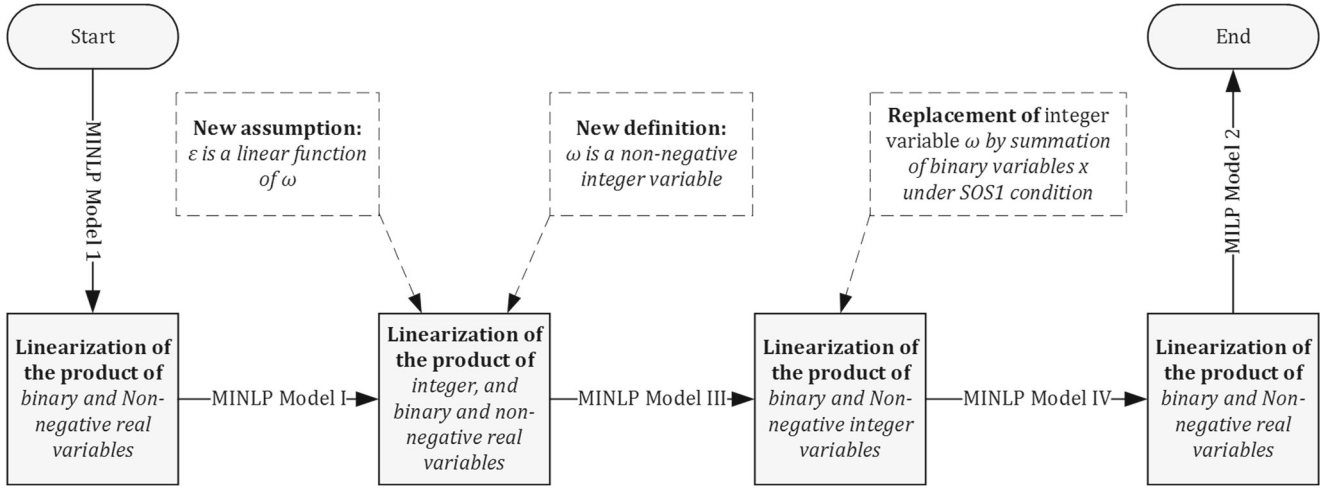 Start
End
MINLP Model 1
New assumption:
ε is a linear function
of ω
New definition:
ω is a non-negative
integer variable
Replacement of integer
variable ω by summation
of binary variables x
under SOS1 condition
MILP Model 2
Linearization of
the product of
binary and Non-
negative real
variables
MINLP Model I
Linearization of
the product of
integer, and
binary and non-
negative real
variables
MINLP Model III
Linearization of
the product of
binary and Non-
negative integer
variables
MINLP Model IV
Linearization of
the product of
binary and Non-
negative real
variables